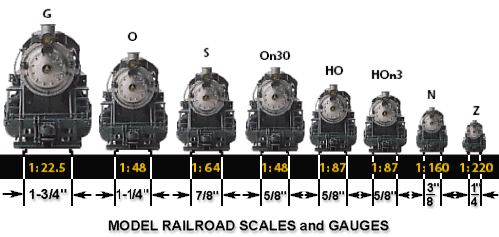 G O S On30 HO HOn3 N Z
1:22.5 1:48 1:64 1:48 1:87 1:87 1:160 1:220
1-3/4" 1-1/4" 7/8" 5/8" 5/8" 5/8" 3/8" 1/4"
MODEL RAILROAD SCALES and GAUGES